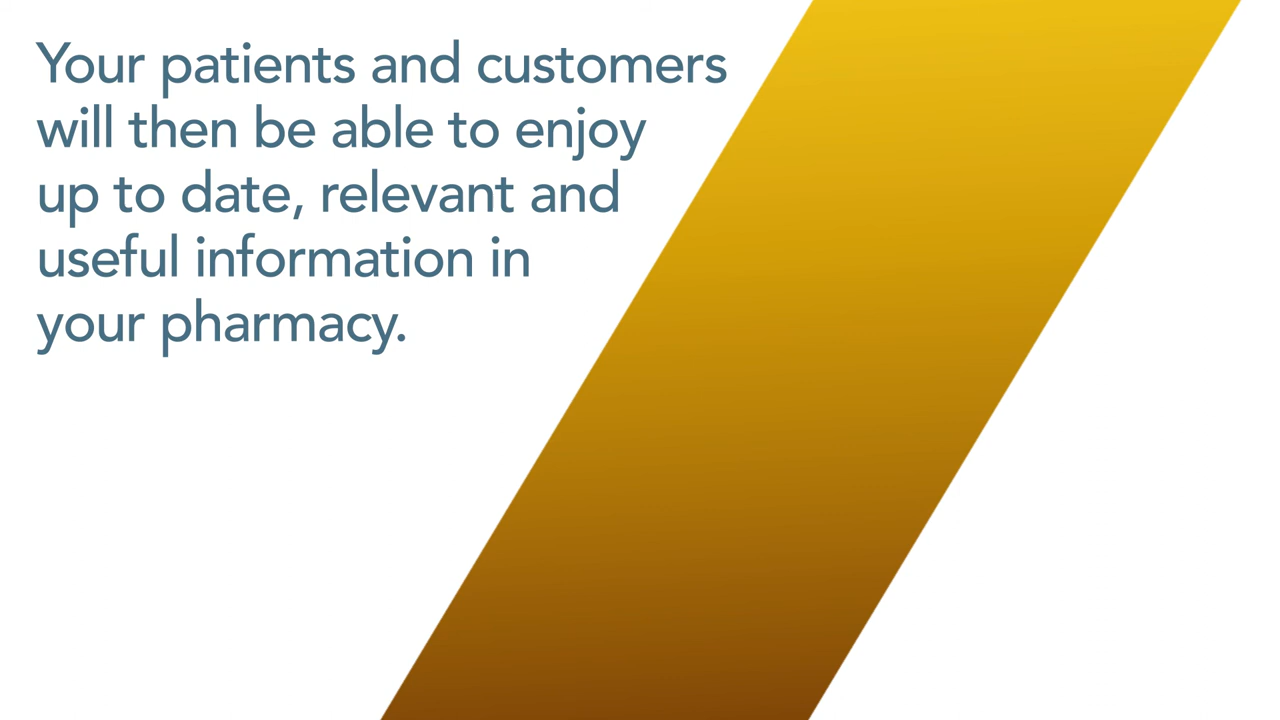 Your patients and customers
will then be able to enjoy
up to date, relevant and
useful information in
your pharmacy.